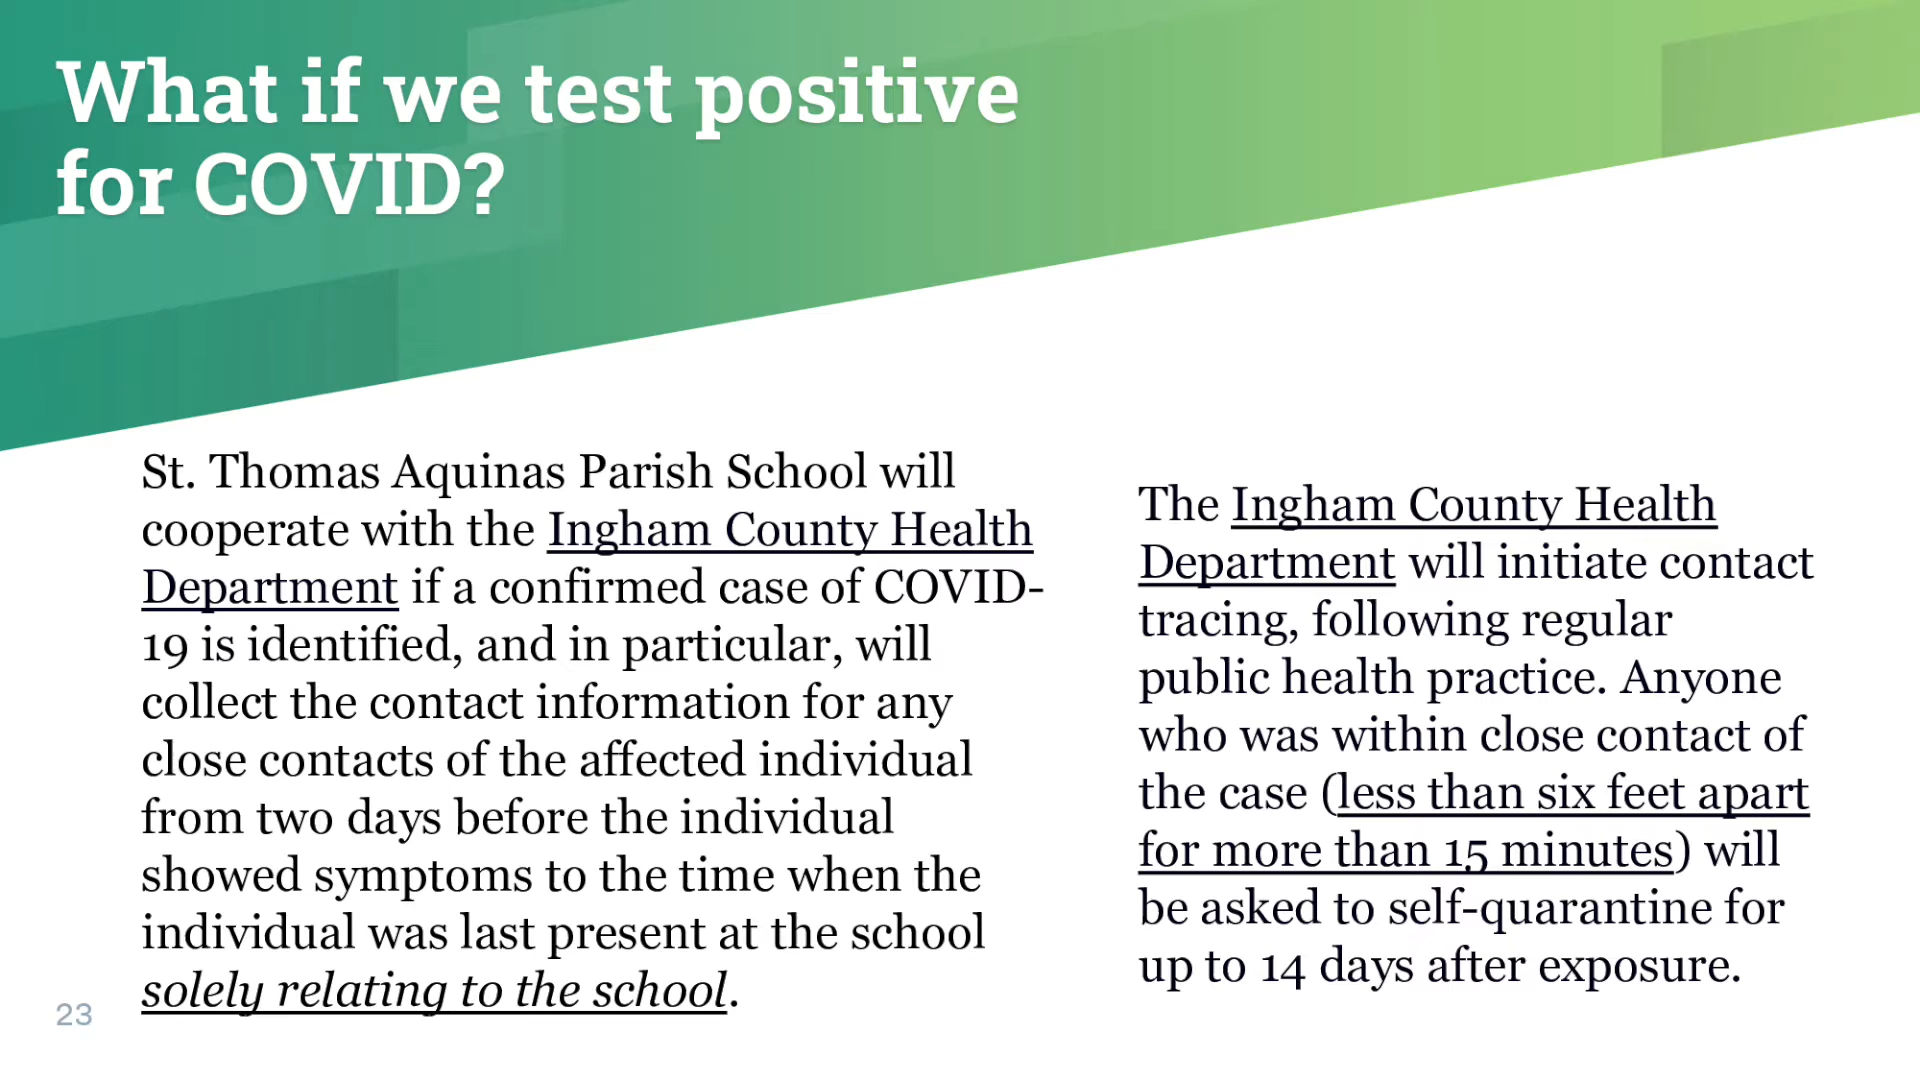 What if we test positive
for COVID?
St. Thomas Aquinas Parish School will
cooperate with the Ingham County Health
Department if a confirmed case of COVID-
19 is identified, and in particular, will
collect the contact information for any
close contacts of the affected individual
from two days before the individual
showed symptoms to the time when the
individual was last present at the school
solely relating to the school.
The Ingham County Health
Department will initiate contact
tracing, following regular
public health practice. Anyone
who was within close contact of
the case (less than six feet apart
for more than 15 minutes) will
be asked to self-quarantine for
up to 14 days after exposure.
23